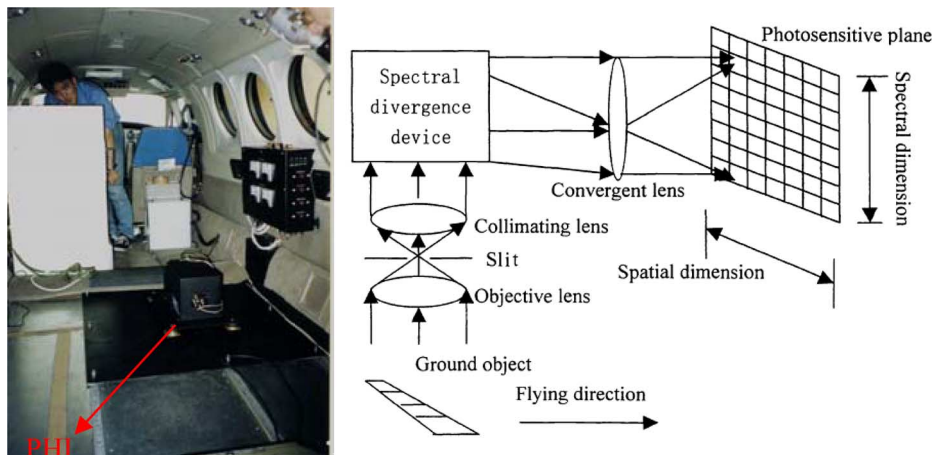 PHI
Spectral
divergence
device
Photosensitive plane
Spectral dimension
Convergent lens
Collimating lens
Slit
Spatial dimension
Objective lens
Ground object
Flying direction